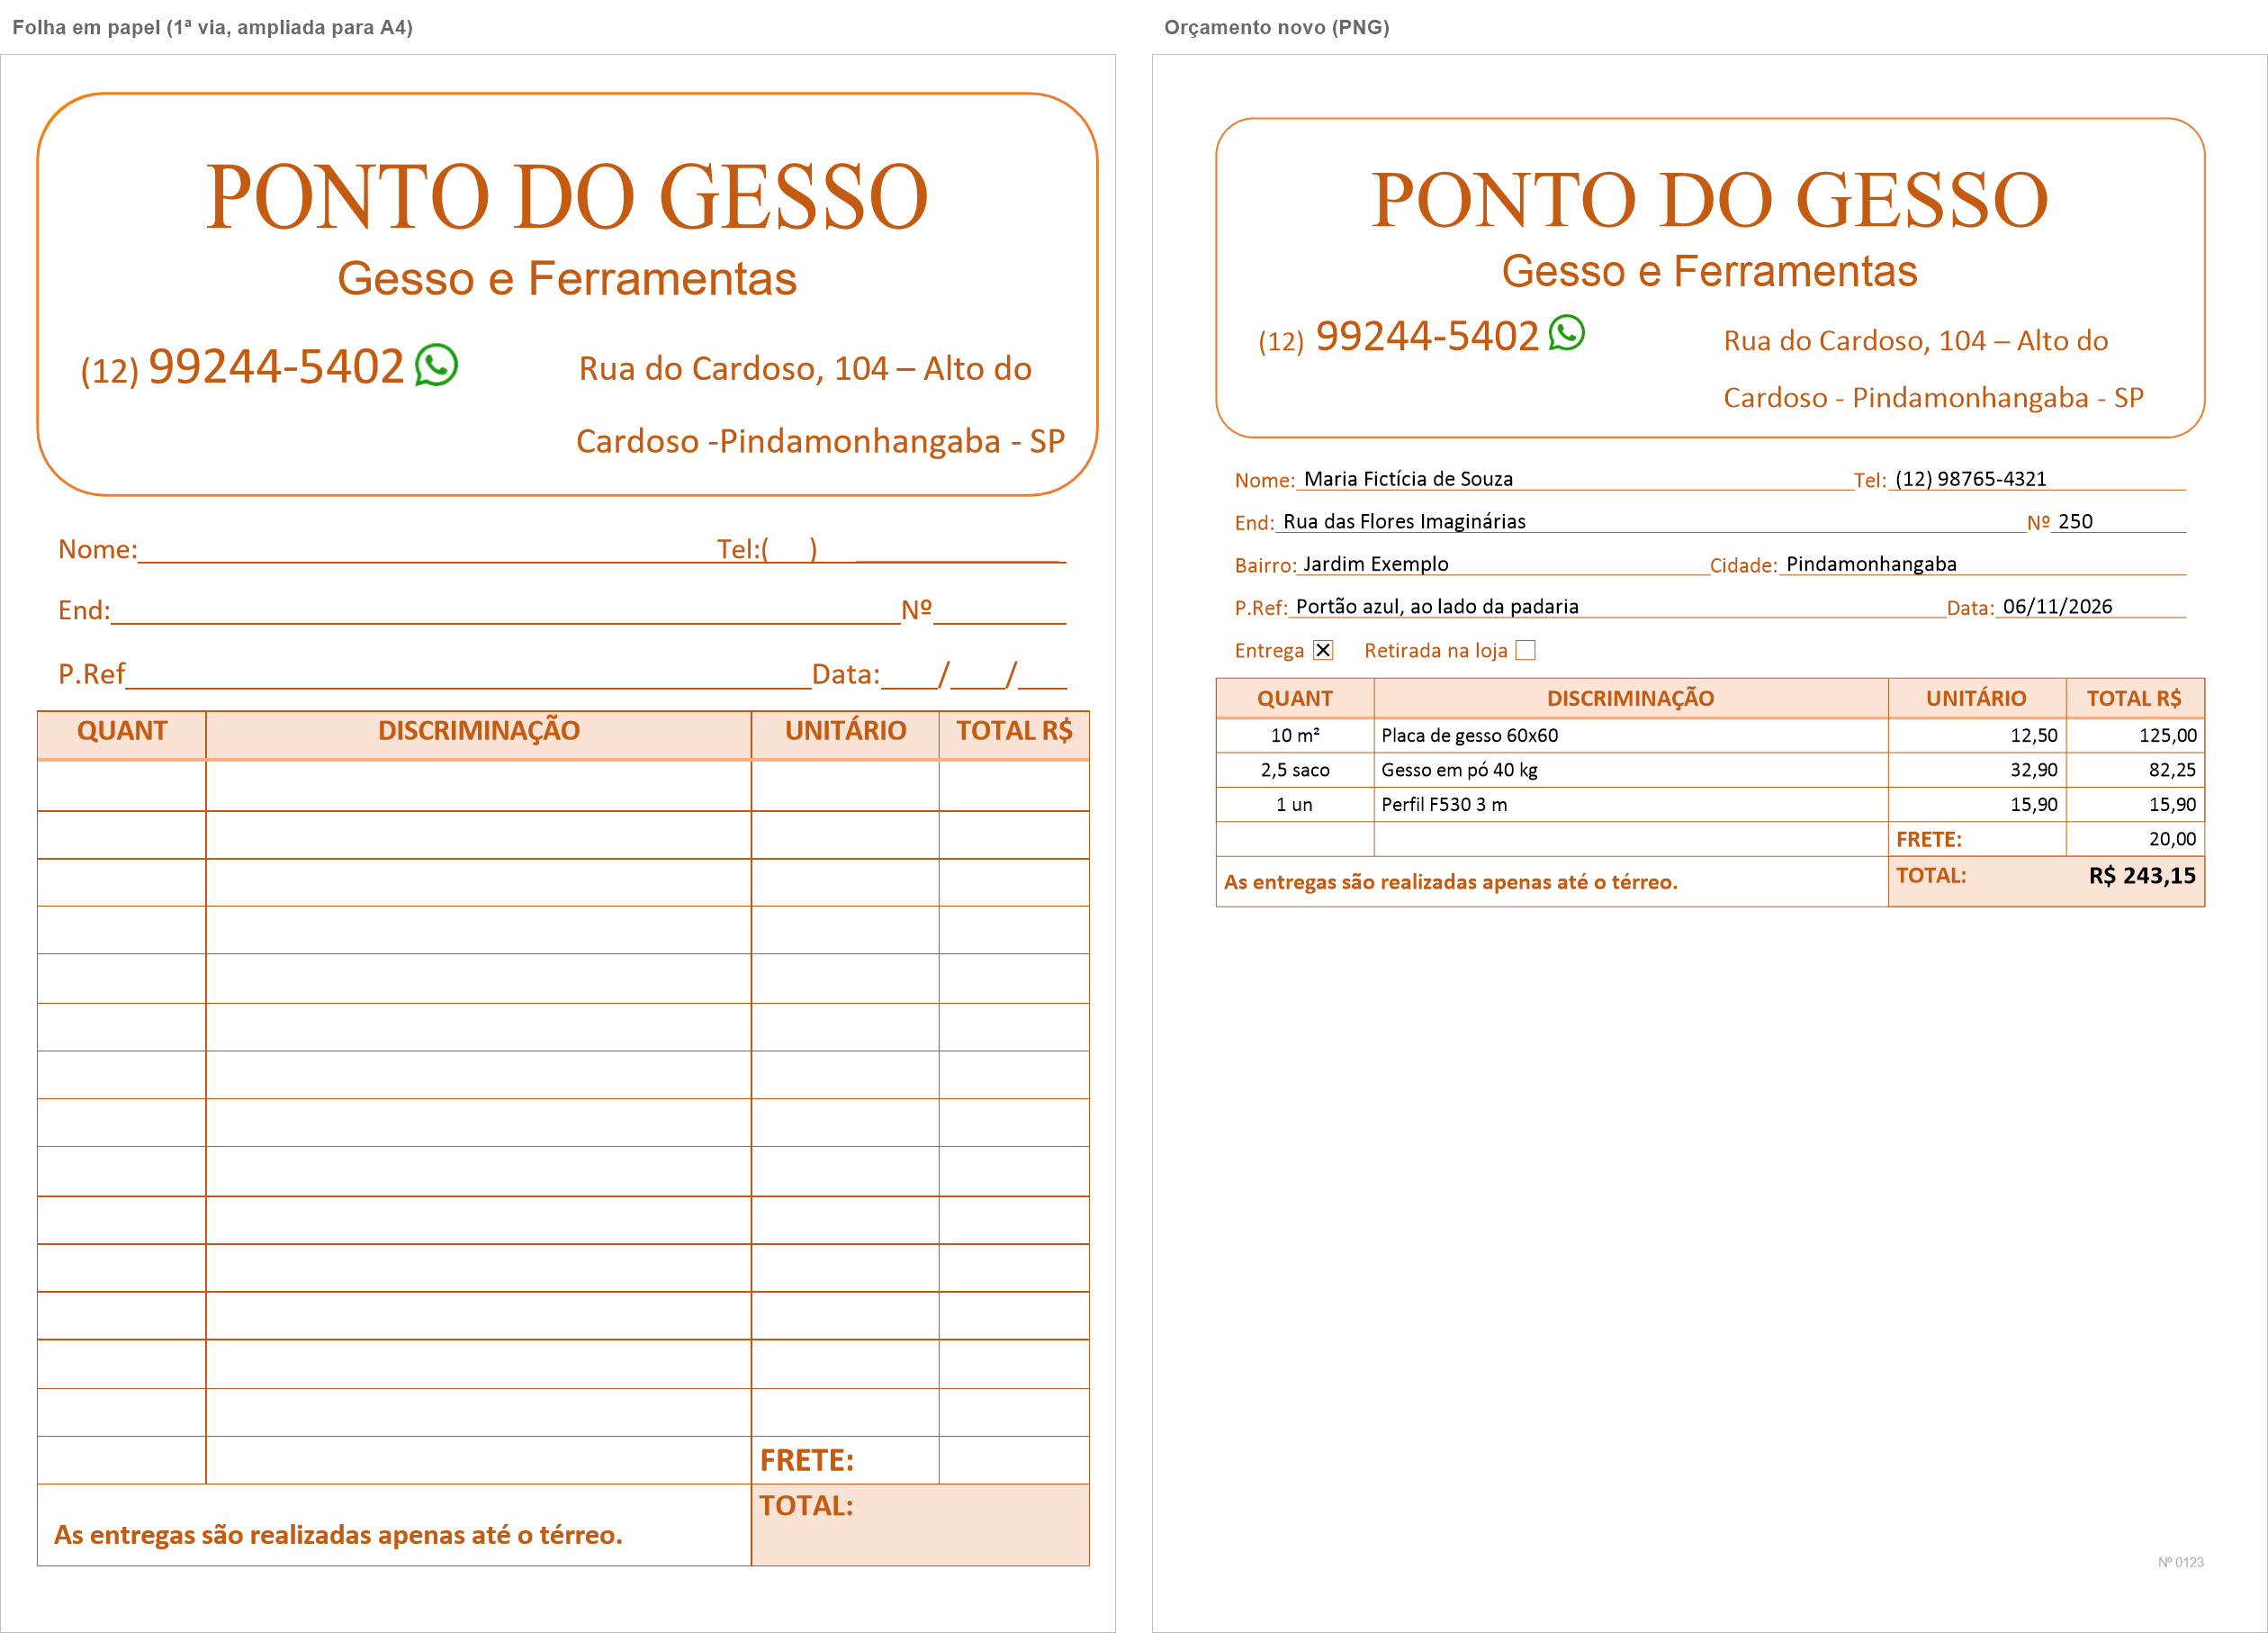 Folha em papel (1ª via, ampliada para A4)
PONTO DO GESSO
Gesso e Ferramentas
(12) 99244-5402
Rua do Cardoso, 104 – Alto do
Cardoso -Pindamonhangaba - SP
Nome: Tel:( )
End: Nº
P.Ref Data: / /
QUANT DISCRIMINAÇÃO UNITÁRIO TOTAL R$
FRETE:
TOTAL:
As entregas são realizadas apenas até o térreo.
Orçamento novo (PNG)
PONTO DO GESSO
Gesso e Ferramentas
(12) 99244-5402
Rua do Cardoso, 104 – Alto do
Cardoso - Pindamonhangaba - SP
Nome: Maria Fictícia de Souza Tel: (12) 98765-4321
End: Rua das Flores Imaginárias Nº 250
Bairro: Jardim Exemplo Cidade: Pindamonhangaba
P.Ref: Portão azul, ao lado da padaria Data: 06/11/2026
Entrega ☒ Retirada na loja ☐
QUANT DISCRIMINAÇÃO UNITÁRIO TOTAL R$
10 m² Placa de gesso 60x60 12,50 125,00
2,5 saco Gesso em pó 40 kg 32,90 82,25
1 un Perfil F530 3 m 15,90 15,90
FRETE: 20,00
As entregas são realizadas apenas até o térreo. TOTAL: R$ 243,15
Nº 0123